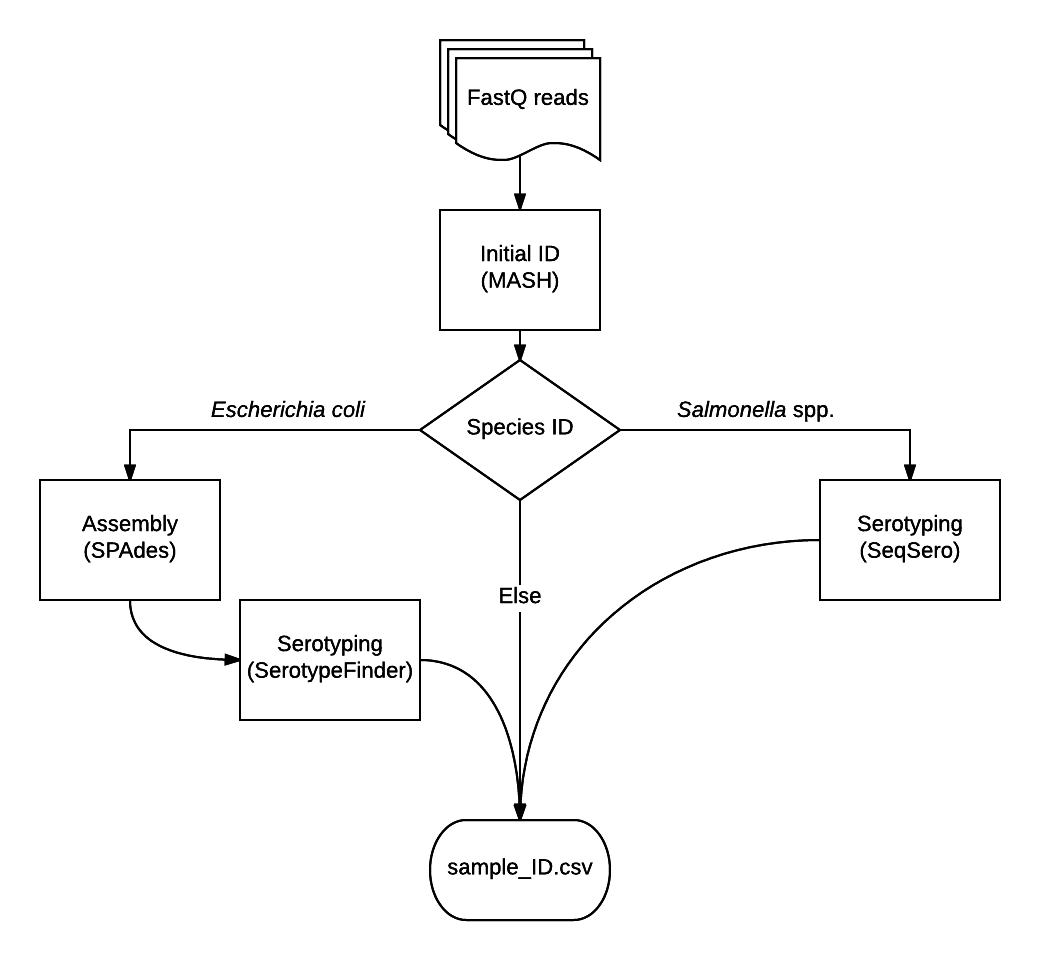 FastQ reads
Initial ID
(MASH)
Species ID
Escherichia coli
Salmonella spp.
Assembly
(SPAdes)
Serotyping
(SeqSero)
Else
Serotyping
(SerotypeFinder)
sample_ID.csv